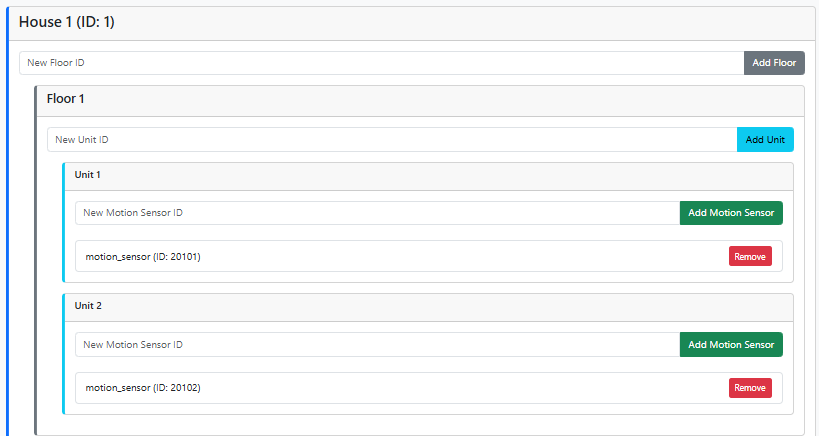 House 1 (ID: 1)
New Floor ID Add Floor
Floor 1
New Unit ID Add Unit
Unit 1
New Motion Sensor ID Add Motion Sensor
motion_sensor (ID: 20101) Remove
Unit 2
New Motion Sensor ID Add Motion Sensor
motion_sensor (ID: 20102) Remove